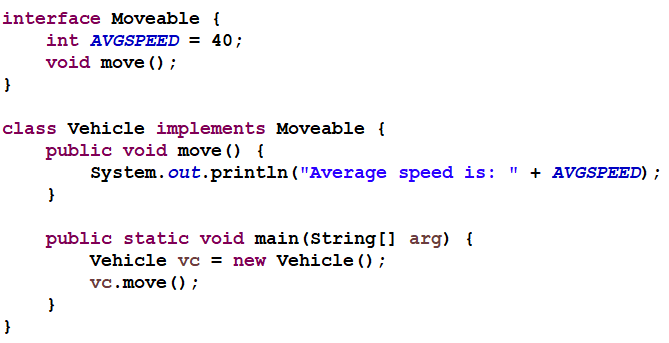 interface Moveable {
    int AVGSPEED = 40;
    void move();
}

class Vehicle implements Moveable {
    public void move() {
        System.out.println("Average speed is: " + AVGSPEED);
    }

    public static void main(String[] arg) {
        Vehicle vc = new Vehicle();
        vc.move();
    }
}